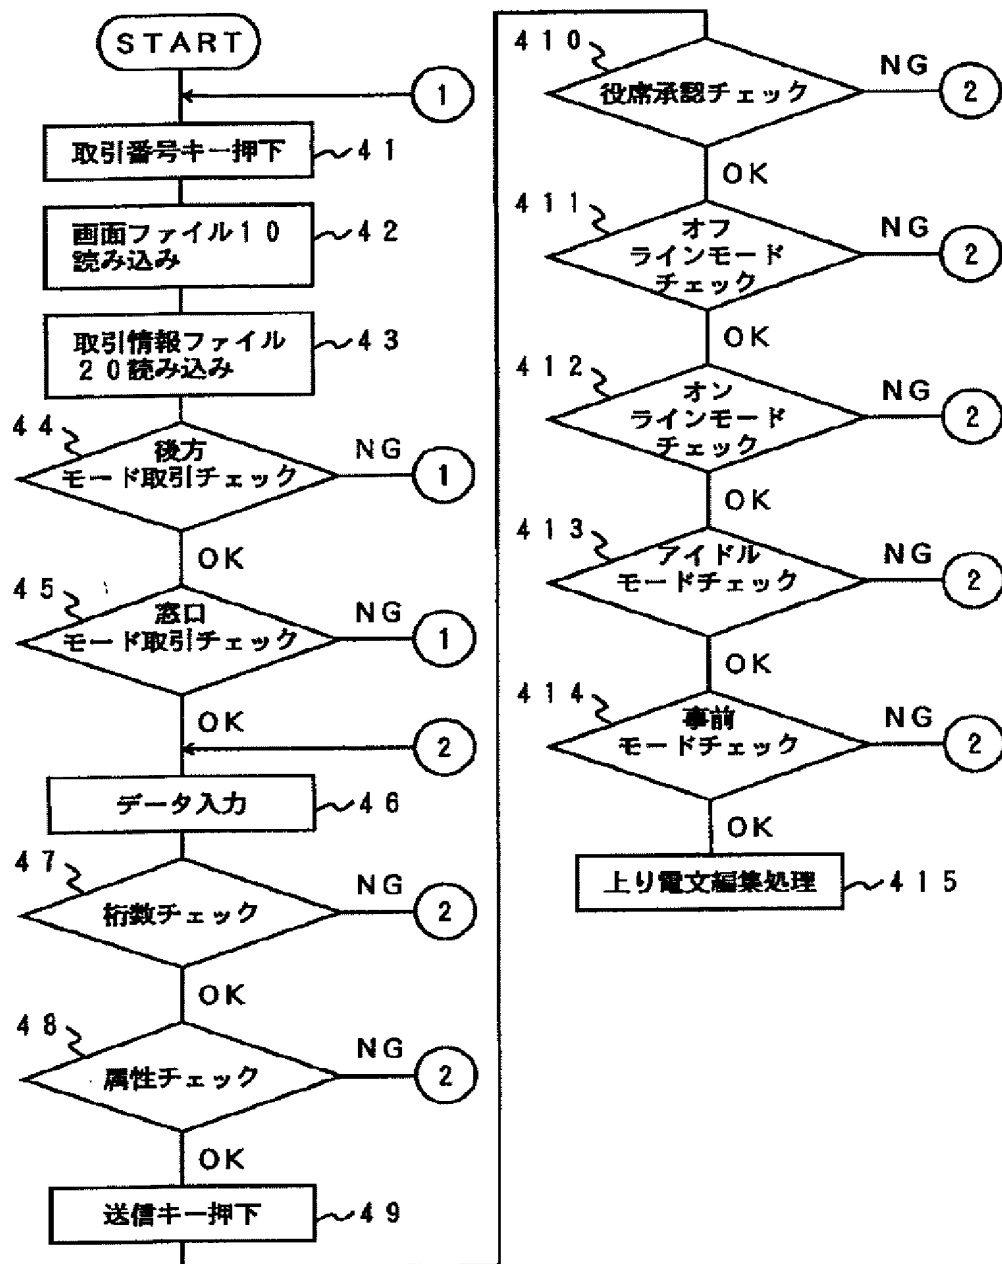 START
1
取引番号キー押下
41
画面ファイル10
読み込み
42
取引情報ファイル
20読み込み
43
44
後方
モード取引チェック
NG
1
OK
45
窓口
モード取引チェック
NG
1
OK
2
データ入力
46
47
桁数チェック
NG
2
OK
48
属性チェック
NG
2
OK
送信キー押下
49
410
役席承認チェック
NG
2
OK
411
オフ
ラインモード
チェック
NG
2
OK
412
オン
ラインモード
チェック
NG
2
OK
413
アイドル
モードチェック
NG
2
OK
414
事前
モードチェック
NG
2
OK
上り電文編集処理
415